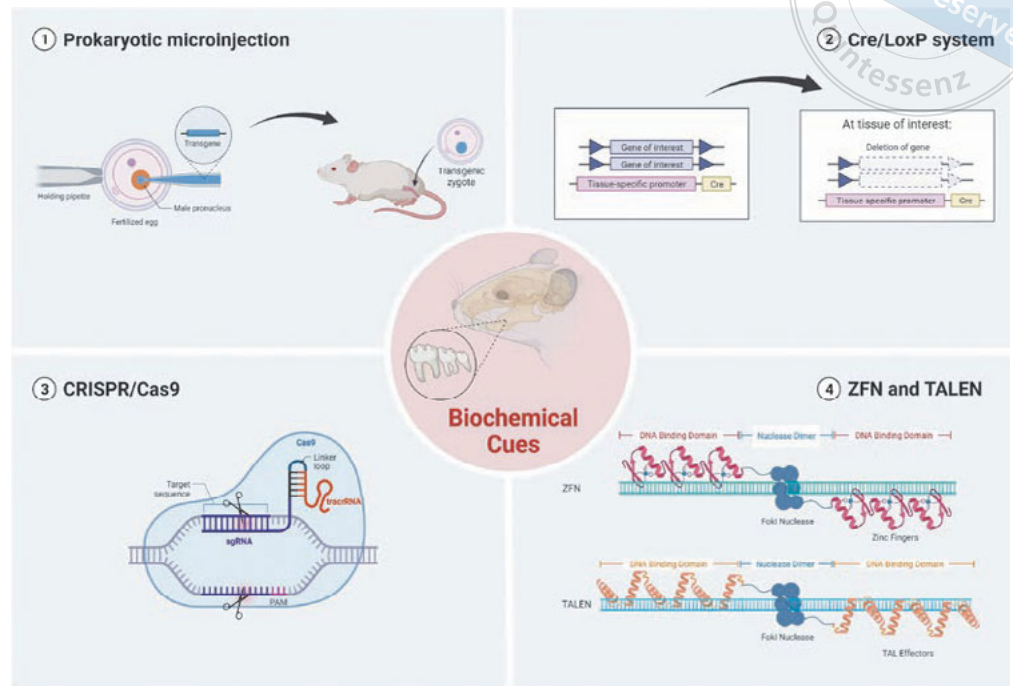 ① Prokaryotic microinjection
Transgene
Holding pipette
Male pronucleus
Fertilized egg
Transgenic
zygote
② Cre/LoxP system
Gene of interest
Gene of interest
Tissue-specific promoter
Cre
At tissue of interest:
Deletion of gene
Tissue specific promoter
Cre
Quintessenz
Biochemical
Cues
③ CRISPR/Cas9
Cas9
Linker
loop
Target
sequence
tracrRNA
sgRNA
PAM
④ ZFN and TALEN
DNA Binding Domain
Nuclease Dimer
DNA Binding Domain
ZFN
FokI Nuclease
Zinc Fingers
DNA Binding Domain
Nuclease Dimer
DNA Binding Domain
TALEN
FokI Nuclease
TAL Effectors